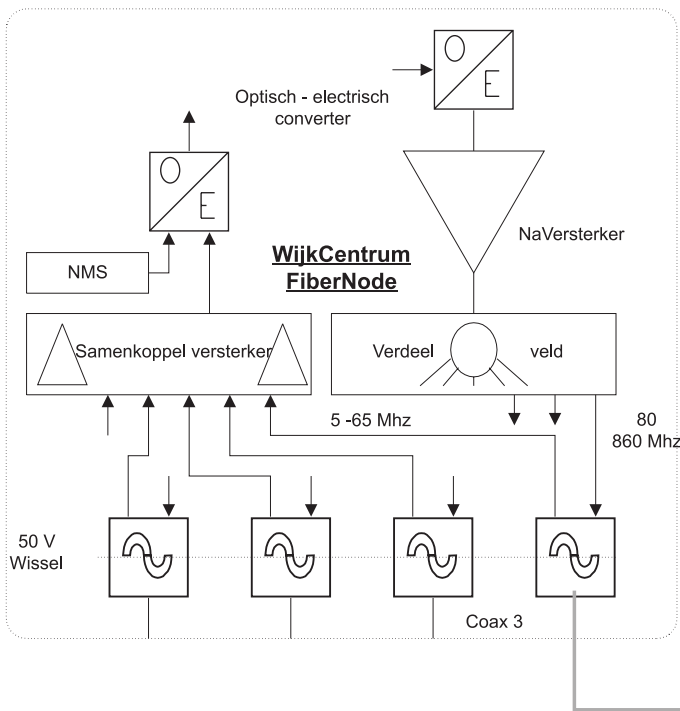 O
E
Optisch - electrisch
converter
O
E
NaVersterker
WijkCentrum
FiberNode
NMS
Samenkoppel versterker
Verdeel veld
5 -65 Mhz
80
860 Mhz
50 V
Wissel
Coax 3